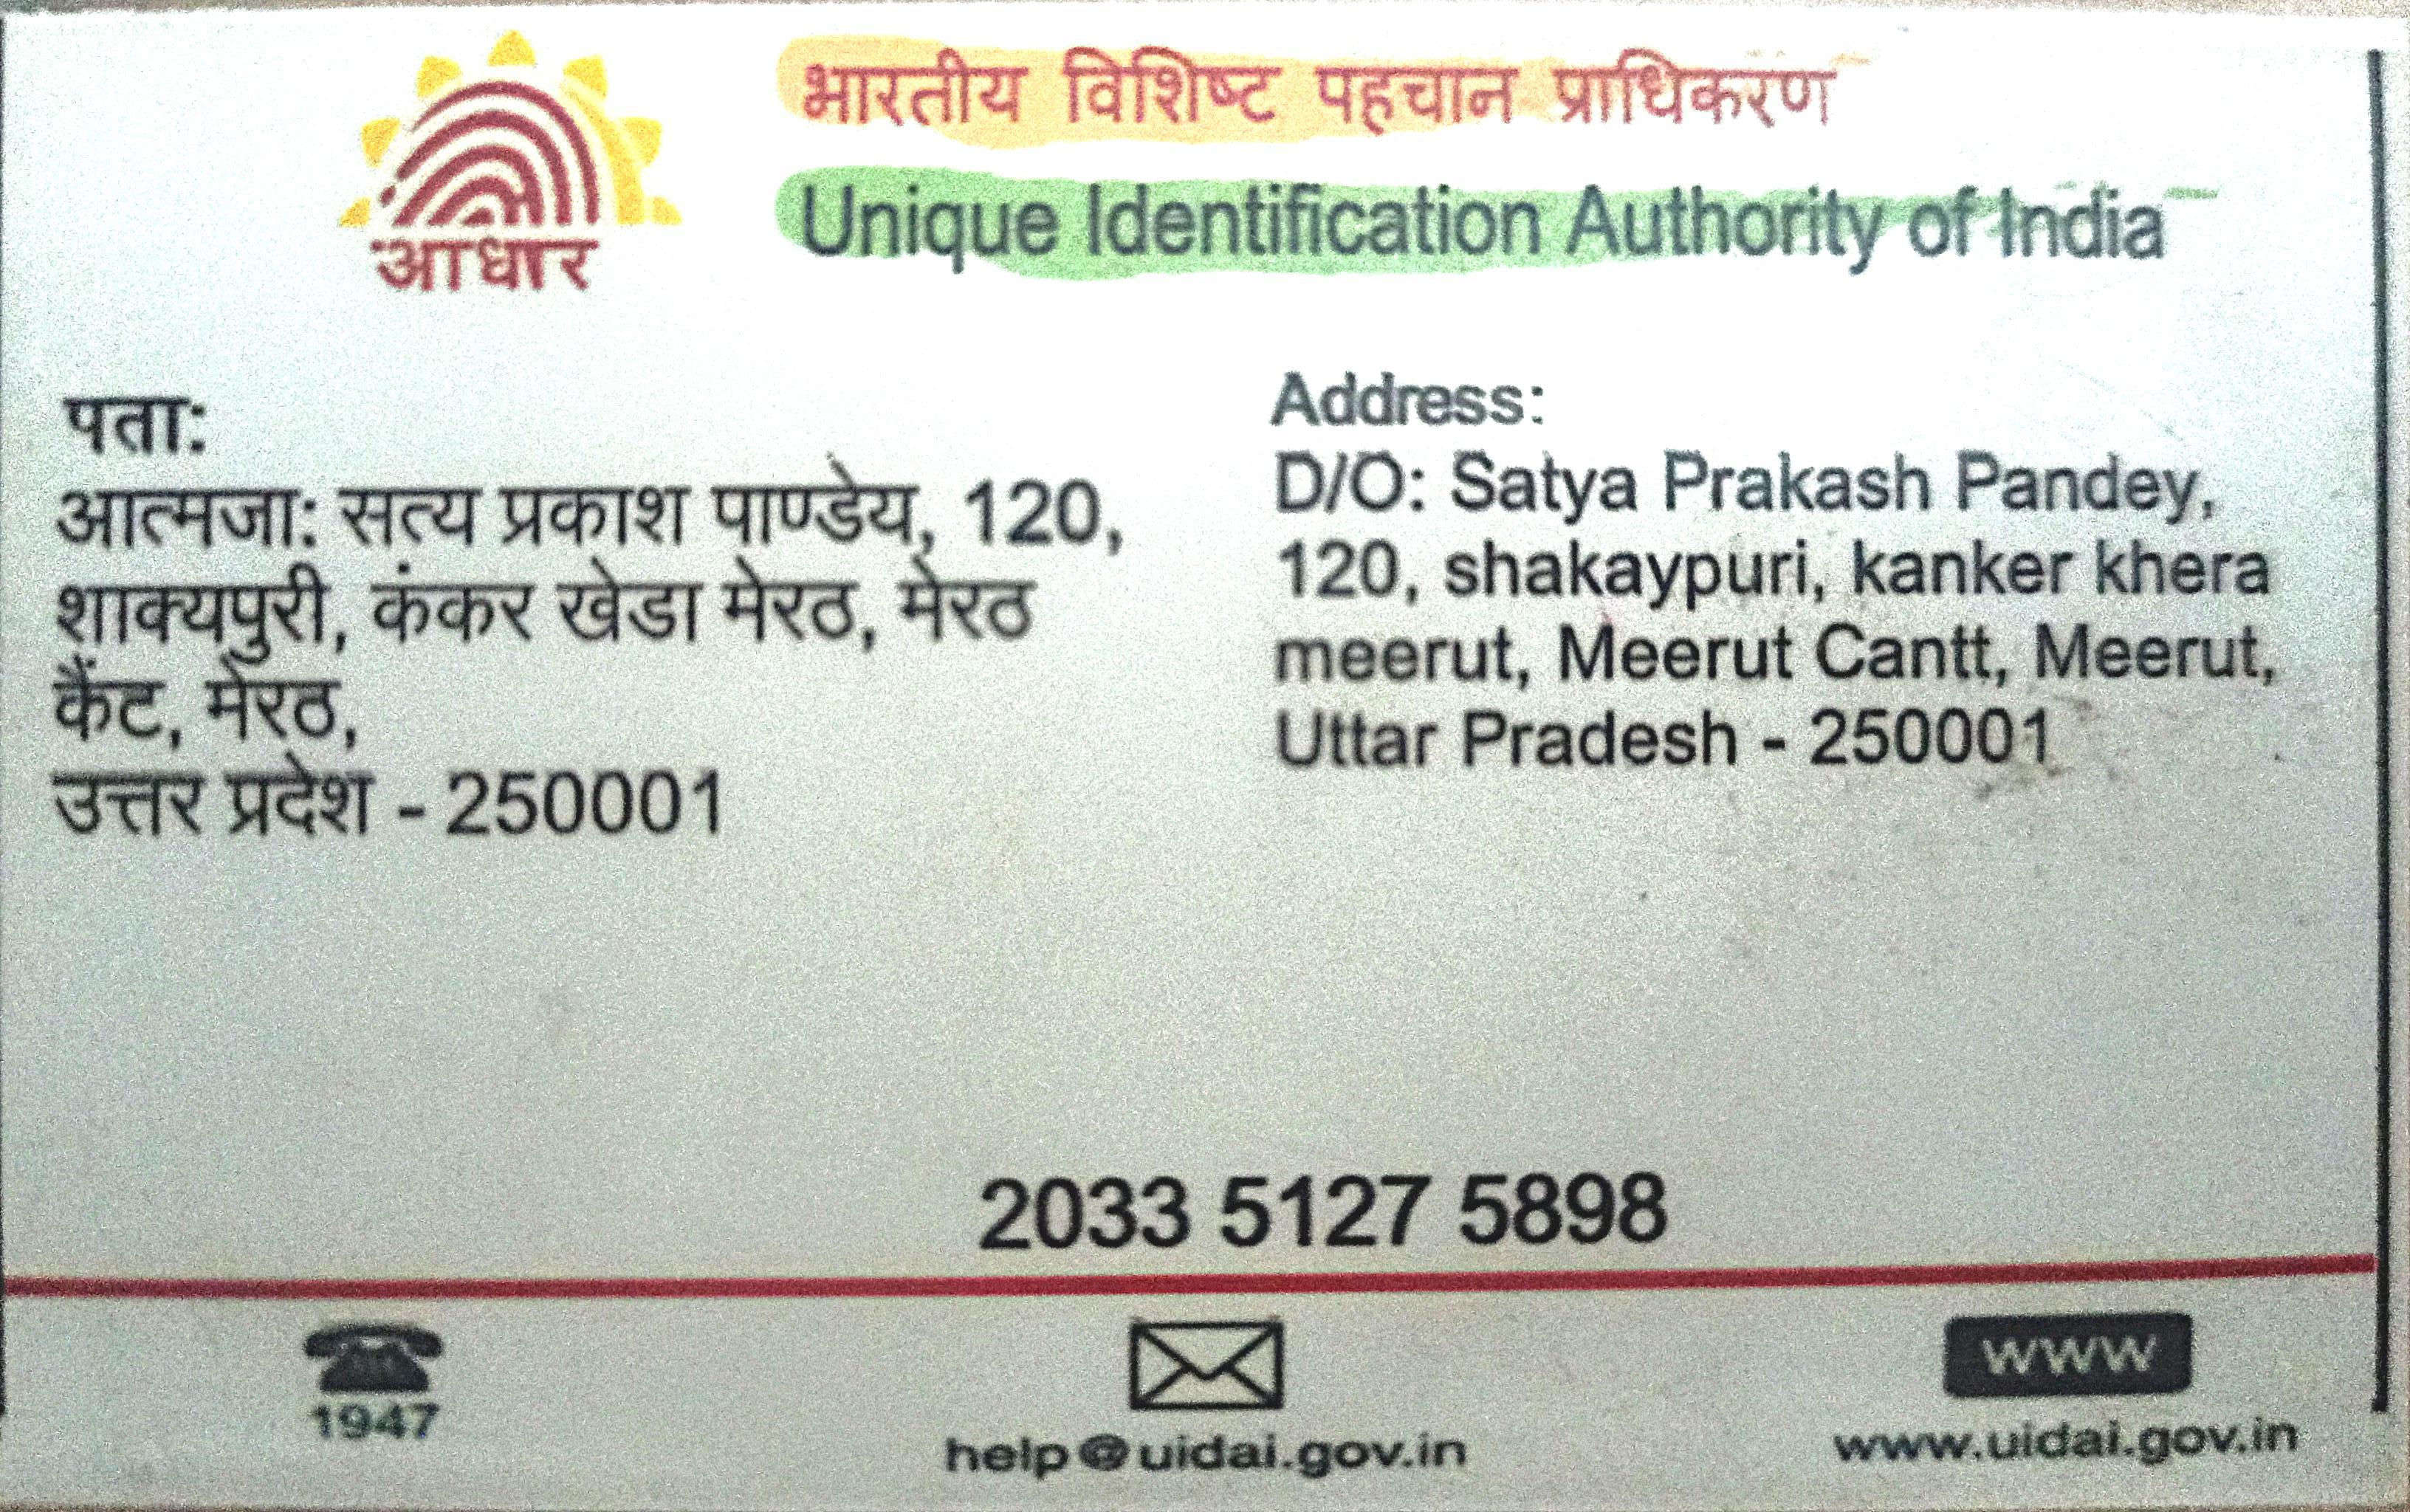 भारतीय विशिष्ट पहचान प्राधिकरण
Unique Identification Authority of India
आधार
पता:
आत्मजा: सत्य प्रकाश पाण्डेय, 120,
शाक्यपुरी, कंकर खेडा मेरठ, मेरठ
कैंट, मेरठ,
उत्तर प्रदेश - 250001
Address:
D/O: Satya Prakash Pandey,
120, shakaypuri, kanker khera
meerut, Meerut Cantt, Meerut,
Uttar Pradesh - 250001
2033 5127 5898
1947
help@uidai.gov.in
www
www.uidai.gov.in